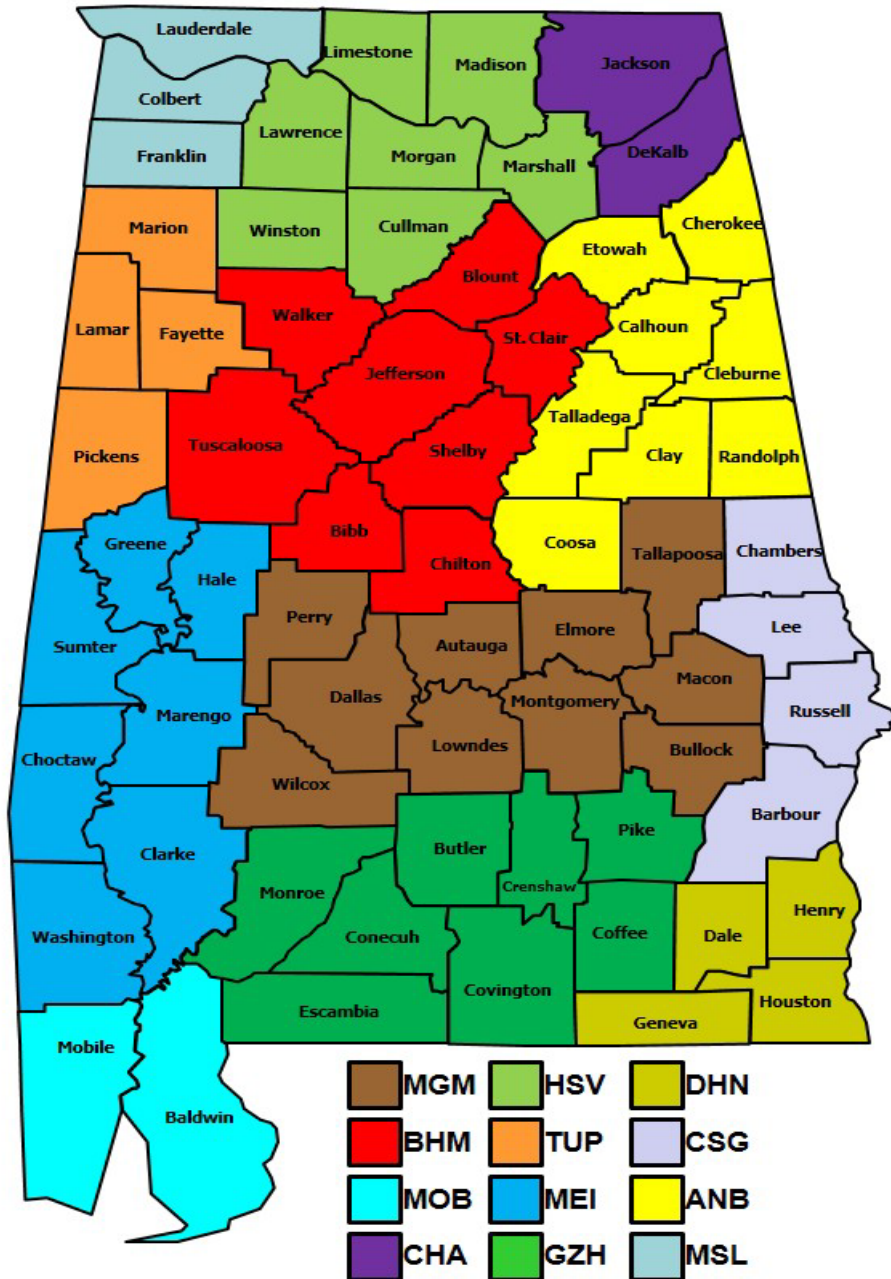 Lauderdale
Limestone
Madison
Jackson
Colbert
Lawrence
Franklin
Morgan
Marshall
DeKalb
Marion
Winston
Cullman
Etowah
Cherokee
Blount
Lamar
Fayette
Walker
St. Clair
Calhoun
Jefferson
Cleburne
Pickens
Tuscaloosa
Shelby
Talladega
Clay
Randolph
Greene
Hale
Bibb
Chilton
Coosa
Tallapoosa
Chambers
Sumter
Perry
Autauga
Elmore
Lee
Marengo
Dallas
Montgomery
Macon
Russell
Choctaw
Wilcox
Lowndes
Bullock
Barbour
Clarke
Monroe
Butler
Crenshaw
Pike
Washington
Conecuh
Coffee
Dale
Henry
Escambia
Covington
Geneva
Houston
Mobile
Baldwin
MGM HSV DHN
BHM TUP CSG
MOB MEI ANB
CHA GZH MSL